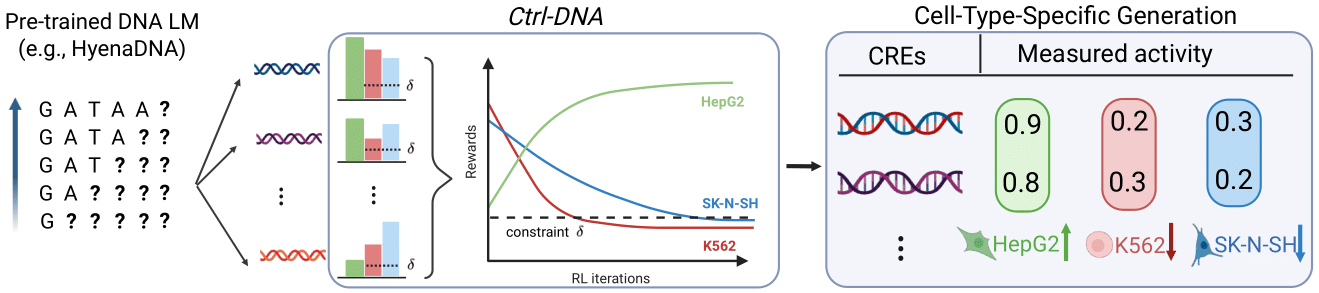 Pre-trained DNA LM
(e.g., HyenaDNA)
G A T A A ?
G A T A ? ?
G A T ? ? ?
G A ? ? ? ?
G ? ? ? ? ?
Ctrl-DNA
δ
δ
δ
Rewards
HepG2
SK-N-SH
constraint δ
K562
RL iterations
Cell-Type-Specific Generation
CREs Measured activity
0.9 0.2 0.3
0.8 0.3 0.2
HepG2 K562 SK-N-SH